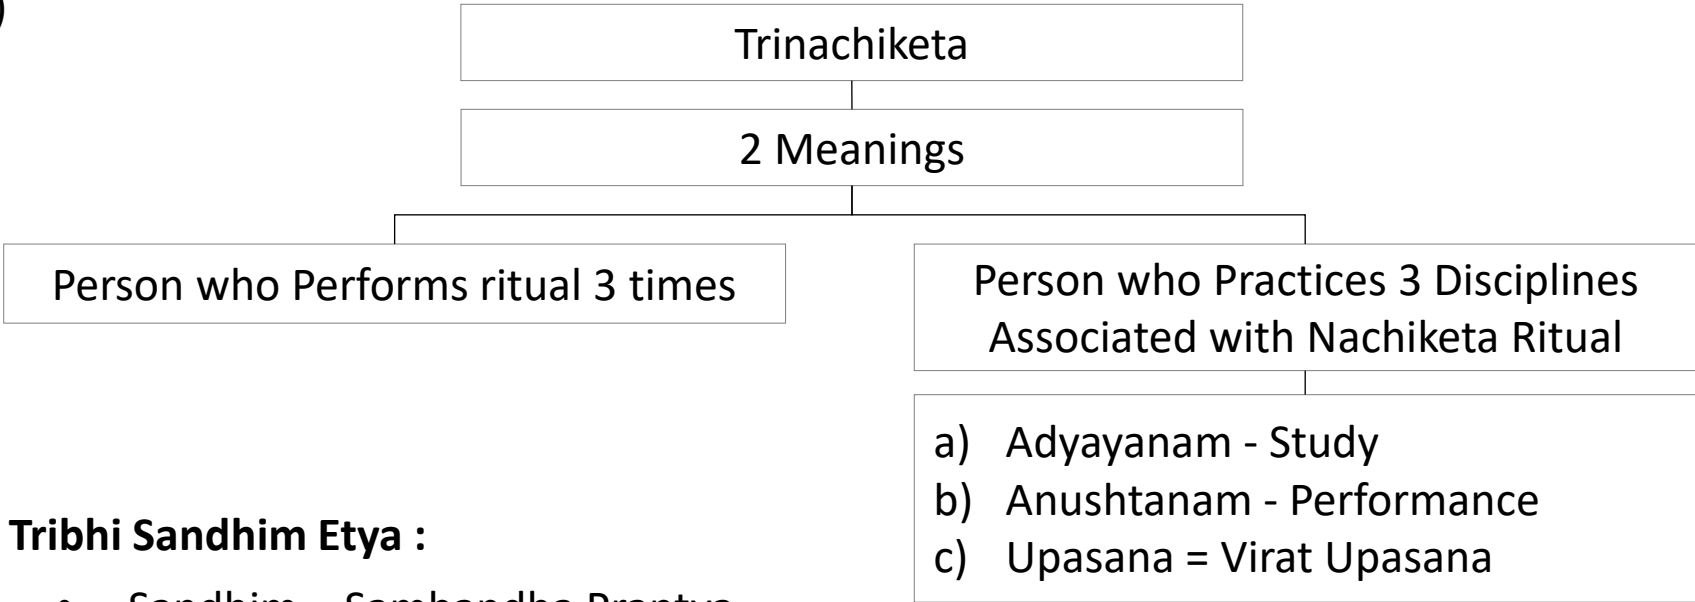 )
Trinachiketa
2 Meanings
Person who Performs ritual 3 times
Person who Practices 3 Disciplines
Associated with Nachiketa Ritual
a) Adyayanam - Study
b) Anushtanam - Performance
c) Upasana = Virat Upasana
Tribhi Sandhim Etya :